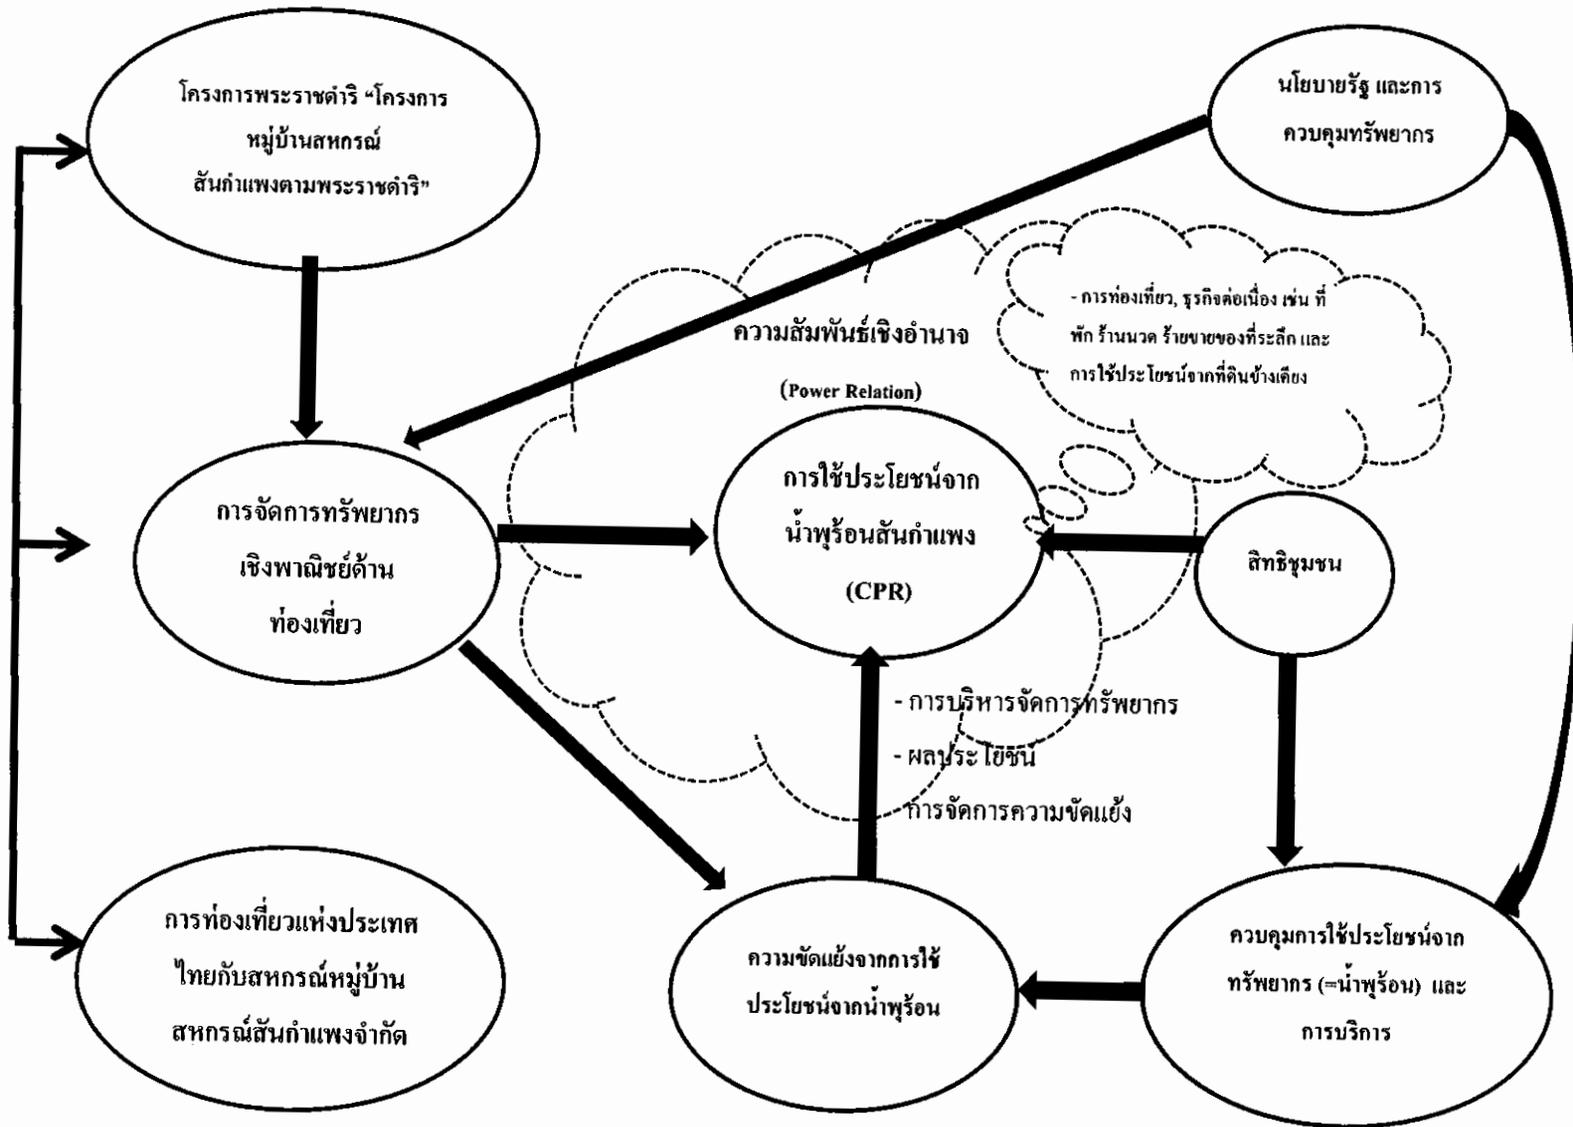 โครงการพระราชดำริ “โครงการ
หมู่บ้านสหกรณ์
สันกำแพงตามพระราชดำริ”
นโยบายรัฐ และการ
ควบคุมทรัพยากร
ความสัมพันธ์เชิงอำนาจ
(Power Relation)
- การท่องเที่ยว, ธุรกิจต่อเนื่อง เช่น ที่
พัก ร้านนวด ร้ายขายของที่ระลึก และ
การใช้ประโยชน์จากที่ดินข้างเคียง
การจัดการทรัพยากร
เชิงพาณิชย์ด้าน
ท่องเที่ยว
การใช้ประโยชน์จาก
น้ำพุร้อนสันกำแพง
(CPR)
สิทธิชุมชน
- การบริหารจัดการทรัพยากร
- ผลประโยชน์
การจัดการความขัดแย้ง
การท่องเที่ยวแห่งประเทศ
ไทยกับสหกรณ์หมู่บ้าน
สหกรณ์สันกำแพงจำกัด
ความขัดแย้งจากการใช้
ประโยชน์จากน้ำพุร้อน
ควบคุมการใช้ประโยชน์จาก
ทรัพยากร (=น้ำพุร้อน) และ
การบริการ